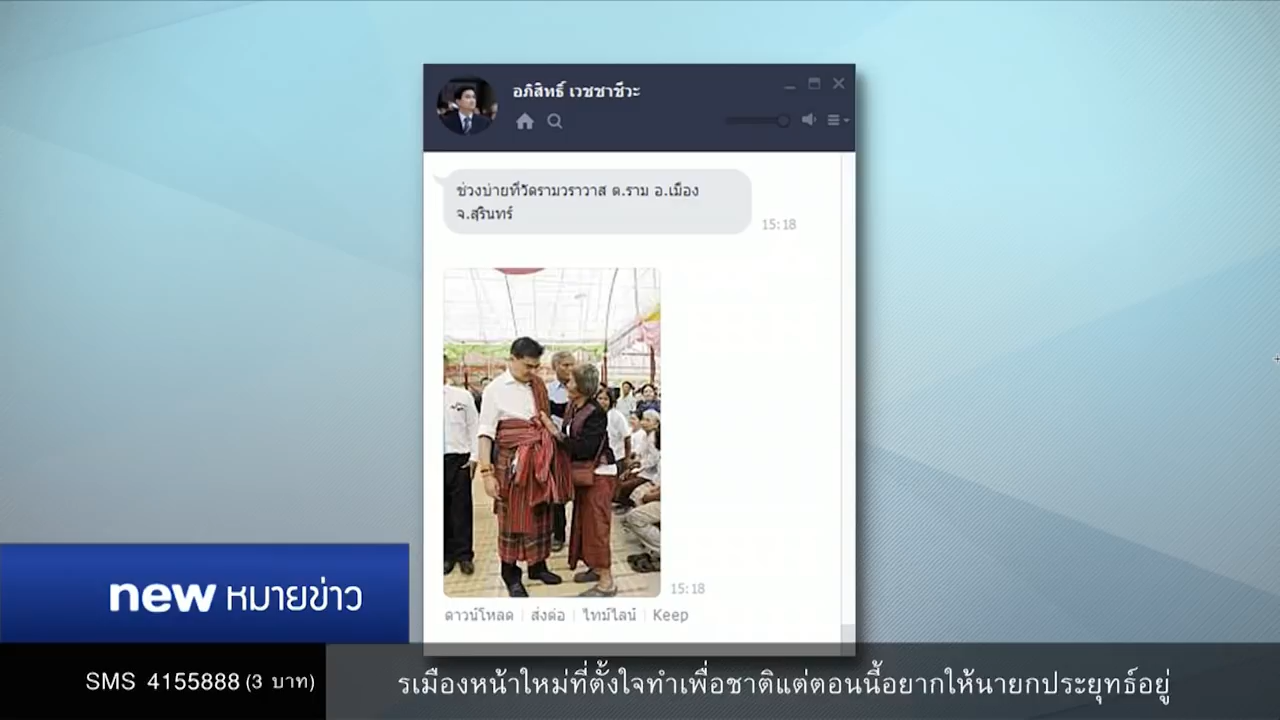 อภิสิทธิ์ เวชชาชีวะ
ช่วงบ่ายที่วัดรามวราวาส ต.ราม อ.เมือง
จ.สุรินทร์
15:18
15:18
ดาวน์โหลด | ส่งต่อ | ไทม์ไลน์ | Keep
new หมายข่าว
SMS 4155888 (3 บาท)
รเมืองหน้าใหม่ที่ตั้งใจทำเพื่อชาติแต่ตอนนี้อยากให้นายกประยุทธ์อยู่